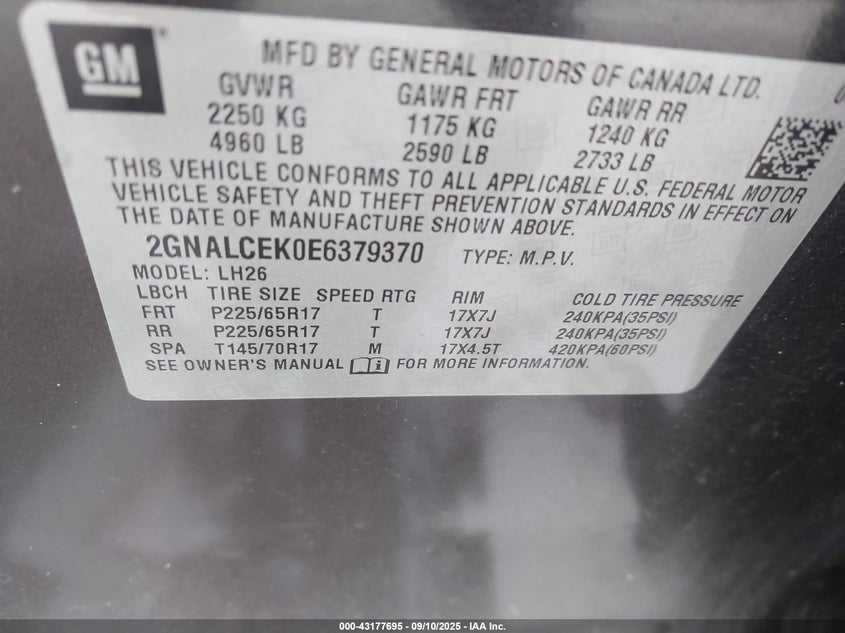 GM
MFD BY GENERAL MOTORS OF CANADA LTD.
GVWR GAWR FRT GAWR RR
2250 KG 1175 KG 1240 KG
4960 LB 2590 LB 2733 LB
THIS VEHICLE CONFORMS TO ALL APPLICABLE U.S. FEDERAL MOTOR
VEHICLE SAFETY AND THEFT PREVENTION STANDARDS IN EFFECT ON
THE DATE OF MANUFACTURE SHOWN ABOVE.
2GNALCEK0E6379370 TYPE: M.P.V.
MODEL: LH26
LBCH TIRE SIZE SPEED RTG RIM COLD TIRE PRESSURE
FRT P225/65R17 T 17X7J 240KPA(35PSI)
RR P225/65R17 T 17X7J 240KPA(35PSI)
SPA T145/70R17 M 17X4.5T 420KPA(60PSI)
SEE OWNER'S MANUAL FOR MORE INFORMATION.
000-43177695 - 09/10/2025 - IAA Inc.